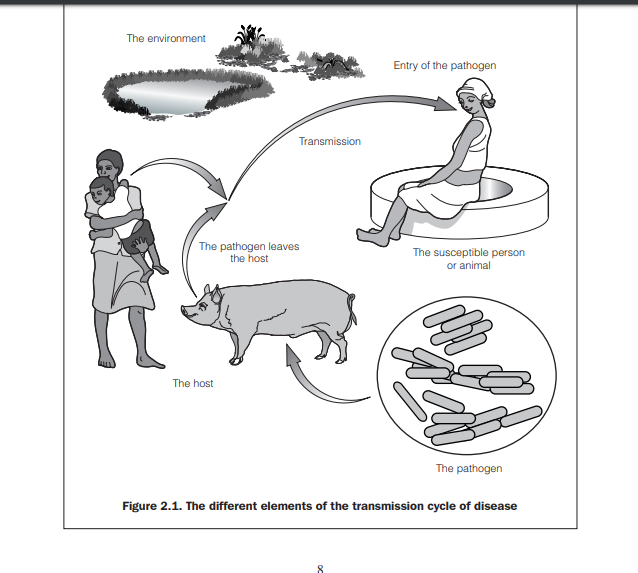 The environment
Entry of the pathogen
Transmission
The pathogen leaves
the host
The susceptible person
or animal
The host
The pathogen
Figure 2.1. The different elements of the transmission cycle of disease
8